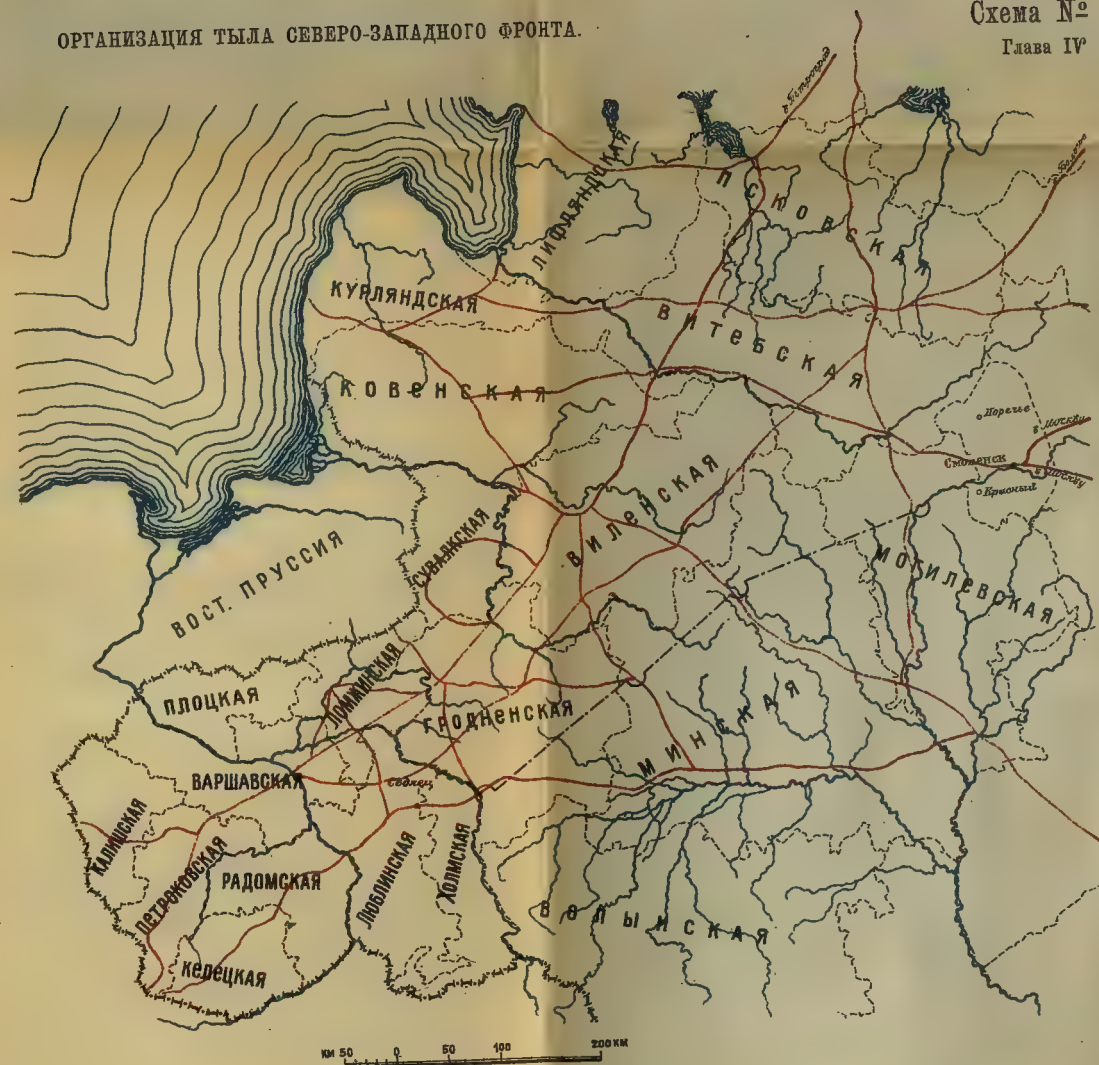 ОРГАНИЗАЦИЯ ТЫЛА СЕВЕРО-ЗАПАДНОГО ФРОНТА.
Схема №
Глава IV
в Петроград
ЛИФЛЯНДСКАЯ
ПСКОВСКАЯ
КУРЛЯНДСКАЯ
ВИТЕБСКАЯ
КОВЕНСКАЯ
Поречье
в Москву
Смоленск
в Москву
Красный
ВИЛЕНСКАЯ
СУВАЛКСКАЯ
МОГИЛЕВСКАЯ
ВОСТ. ПРУССИЯ
ПЛОЦКАЯ
ЛОМЖИНСКАЯ
ГРОДНЕНСКАЯ
МИНСКАЯ
ВАРШАВСКАЯ
Седлец
КАЛИШСКАЯ
ПЕТРОКОВСКАЯ
РАДОМСКАЯ
ЛЮБЛИНСКАЯ
ХОЛМСКАЯ
ВОЛЫНСКАЯ
КЕЛЕЦКАЯ
КМ 50 0 50 100 200 КМ